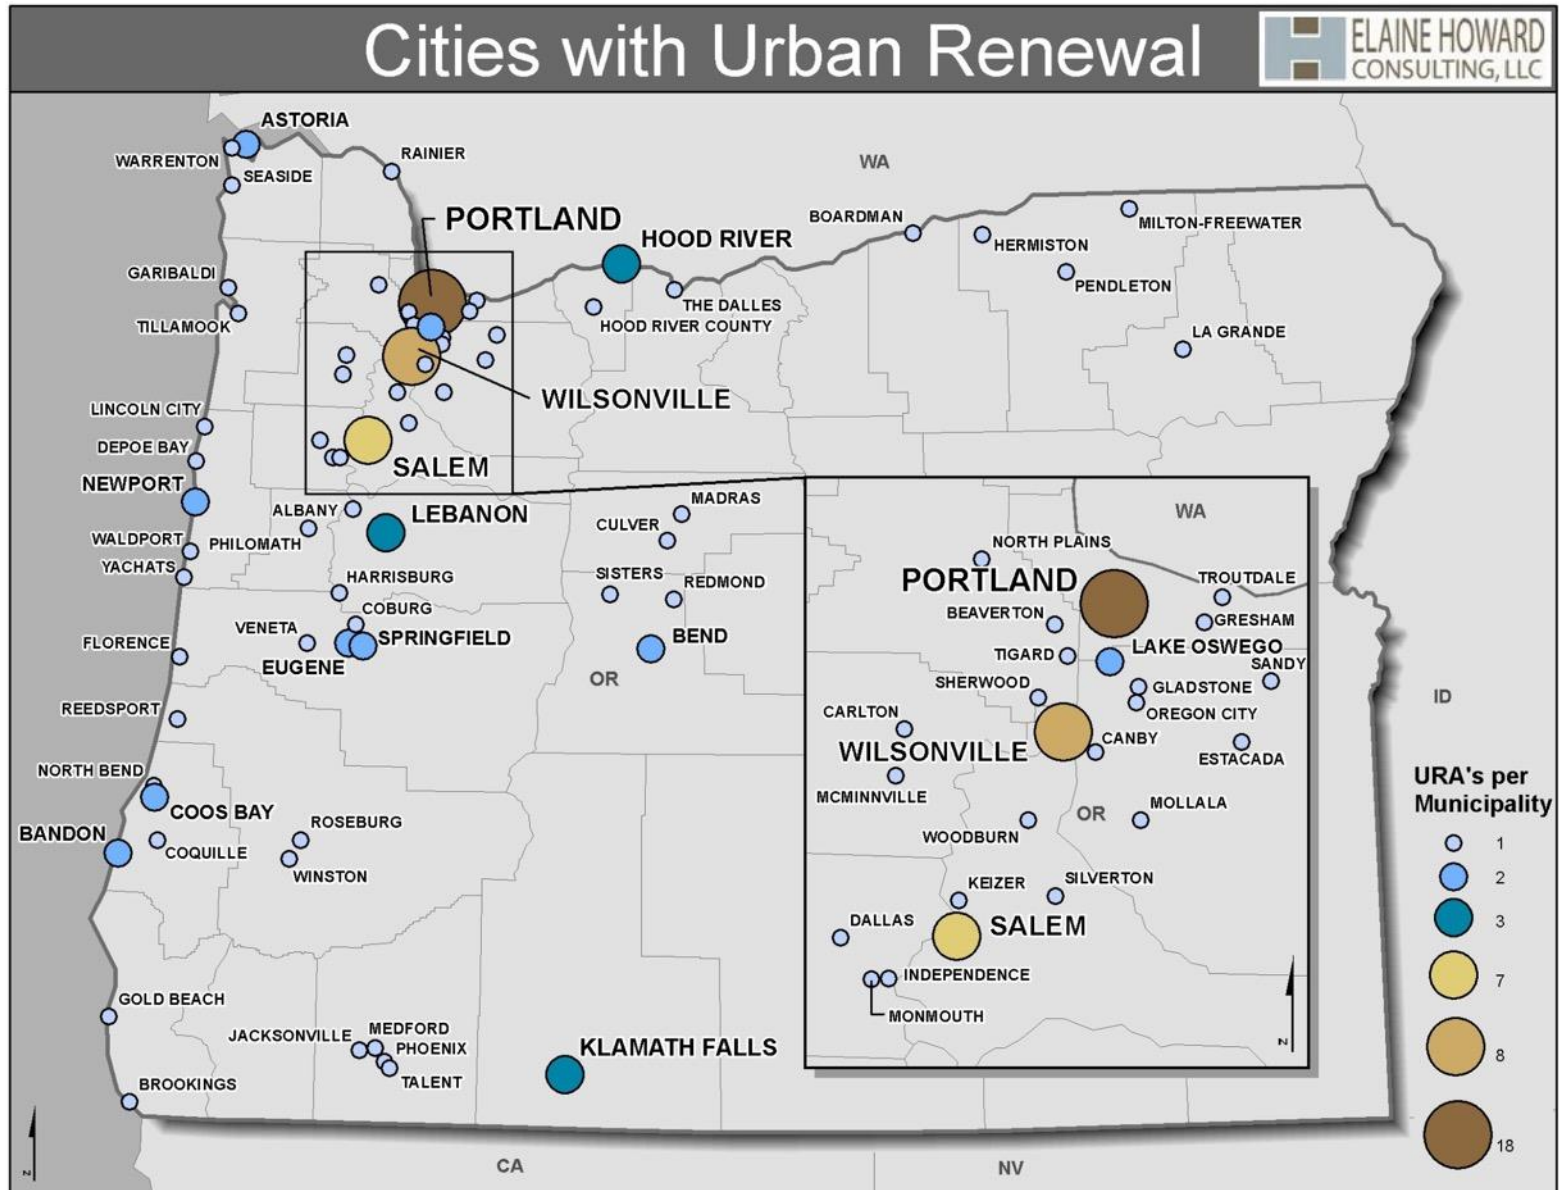 Cities with Urban Renewal
ELAINE HOWARD
CONSULTING, LLC
ASTORIA
WARRENTON
SEASIDE
RAINIER
WA
PORTLAND
HOOD RIVER
BOARDMAN
MILTON-FREEWATER
HERMISTON
PENDLETON
GARIBALDI
TILLAMOOK
THE DALLES
HOOD RIVER COUNTY
LA GRANDE
WILSONVILLE
LINCOLN CITY
DEPOE BAY
SALEM
NEWPORT
ALBANY
LEBANON
MADRAS
CULVER
WALDPORT
PHILOMATH
YACHATS
HARRISBURG
SISTERS
REDMOND
COBURG
VENETA
SPRINGFIELD
BEND
FLORENCE
EUGENE
OR
REEDSPORT
NORTH BEND
COOS BAY
BANDON
COQUILLE
ROSEBURG
WINSTON
GOLD BEACH
JACKSONVILLE
MEDFORD
PHOENIX
TALENT
KLAMATH FALLS
BROOKINGS
CA
NV
ID
WA
NORTH PLAINS
PORTLAND
TROUTDALE
BEAVERTON
GRESHAM
TIGARD
LAKE OSWEGO
SANDY
SHERWOOD
GLADSTONE
OREGON CITY
CARLTON
WILSONVILLE
CANBY
ESTACADA
MCMINNVILLE
MOLLALA
OR
WOODBURN
KEIZER
SILVERTON
DALLAS
SALEM
INDEPENDENCE
MONMOUTH
N
URA's per
Municipality
1
2
3
7
8
18
N